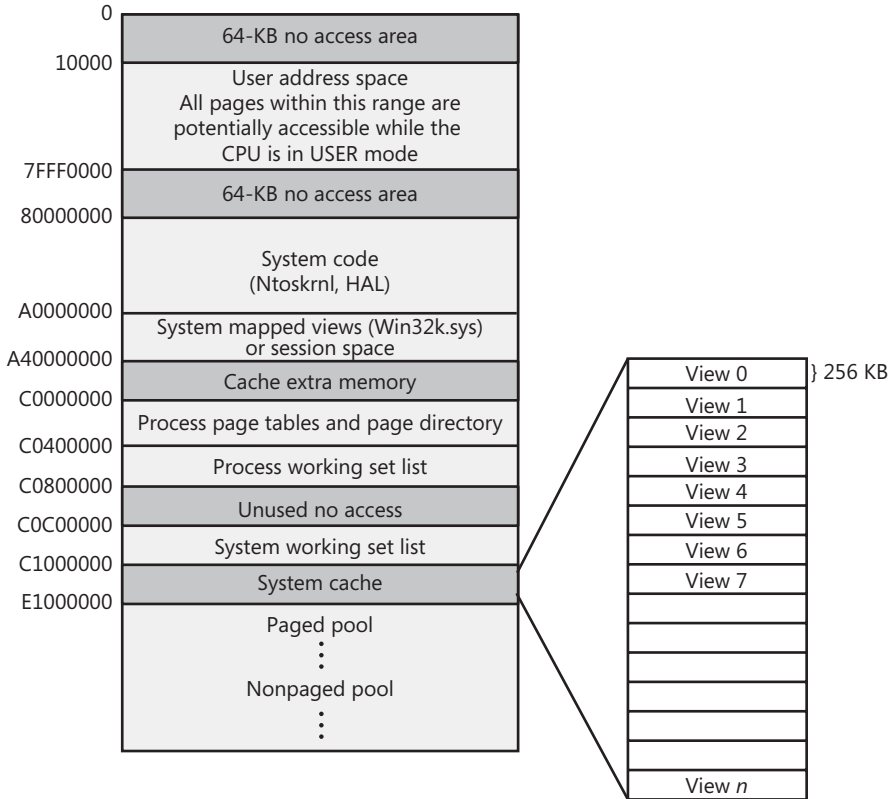 0
64-KB no access area
10000
User address space
All pages within this range are
potentially accessible while the
CPU is in USER mode
7FFF0000
64-KB no access area
80000000
System code
(Ntoskrnl, HAL)
A0000000
System mapped views (Win32k.sys)
or session space
A40000000
Cache extra memory
C0000000
Process page tables and page directory
C0400000
Process working set list
C0800000
Unused no access
C0C00000
System working set list
C1000000
System cache
E1000000
Paged pool
Nonpaged pool
View 0
} 256 KB
View 1
View 2
View 3
View 4
View 5
View 6
View 7
View n